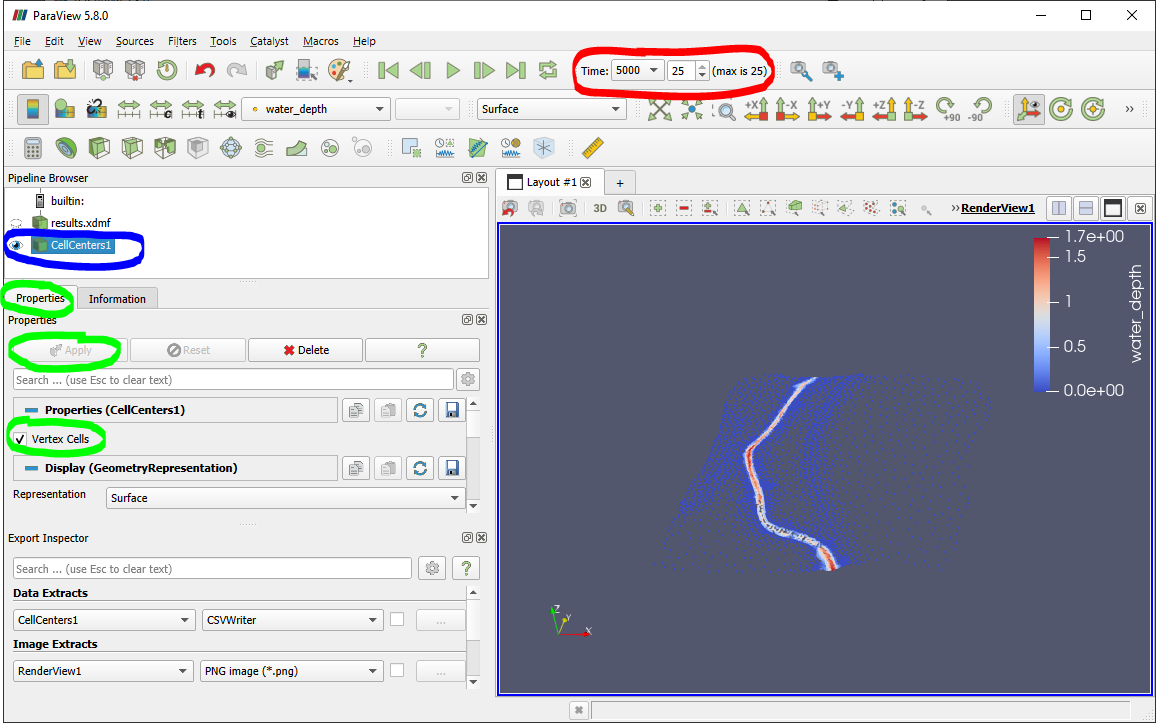 ParaView 5.8.0
File Edit View Sources Filters Tools Catalyst Macros Help
Time: 5000 25 (max is 25)
water_depth Surface +X -X +Y -Y +Z -Z +90 -90 »
Pipeline Browser
builtin:
results.xdmf
CellCenters1
Properties Information
Properties
Apply Reset Delete ?
Search ... (use Esc to clear text)
Properties (CellCenters1)
Vertex Cells
Display (GeometryRepresentation)
Representation Surface
Export Inspector
Search ... (use Esc to clear text) ?
Data Extracts
CellCenters1 CSVWriter ...
Image Extracts
RenderView1 PNG image (*.png) ...
Layout #1 +
3D » RenderView1
1.7e+00
1.5
1
0.5
0.0e+00
water_depth
Z
Y
X